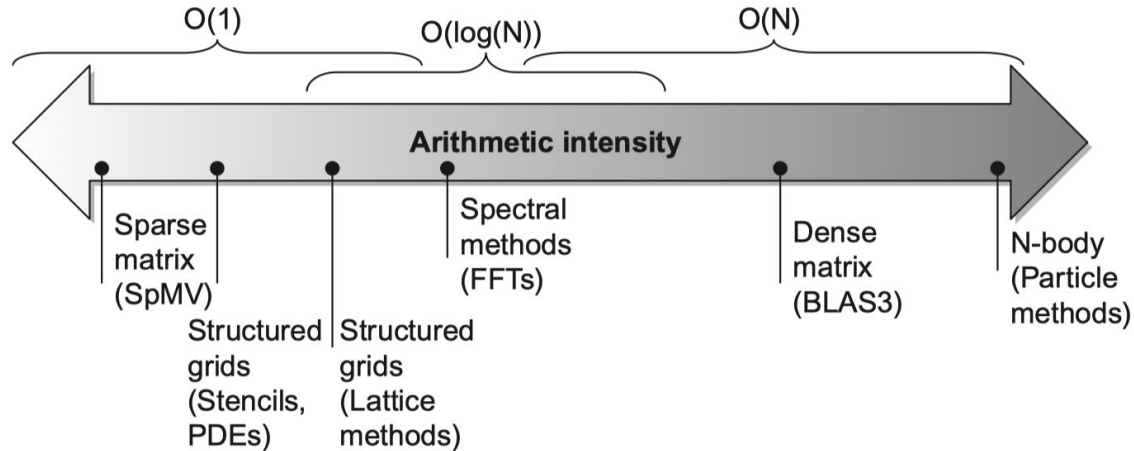 O(1)
O(log(N))
O(N)
Arithmetic intensity
Sparse
matrix
(SpMV)
Structured
grids
(Stencils,
PDEs)
Structured
grids
(Lattice
methods)
Spectral
methods
(FFTs)
Dense
matrix
(BLAS3)
N-body
(Particle
methods)